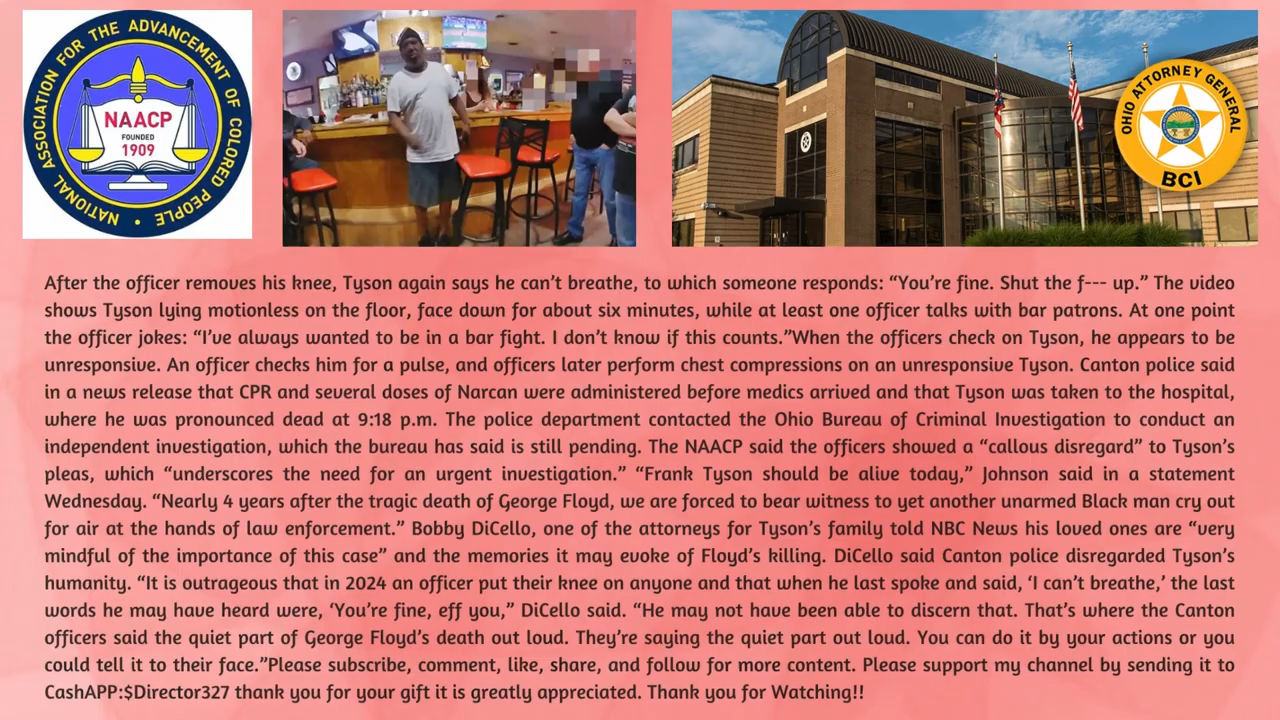 NATIONAL ASSOCIATION FOR THE ADVANCEMENT OF COLORED PEOPLE
NAACP
FOUNDED
1909
OHIO ATTORNEY GENERAL
BCI
After the officer removes his knee, Tyson again says he can’t breathe, to which someone responds: “You’re fine. Shut the f--- up.” The video
shows Tyson lying motionless on the floor, face down for about six minutes, while at least one officer talks with bar patrons. At one point
the officer jokes: “I’ve always wanted to be in a bar fight. I don’t know if this counts.”When the officers check on Tyson, he appears to be
unresponsive. An officer checks him for a pulse, and officers later perform chest compressions on an unresponsive Tyson. Canton police said
in a news release that CPR and several doses of Narcan were administered before medics arrived and that Tyson was taken to the hospital,
where he was pronounced dead at 9:18 p.m. The police department contacted the Ohio Bureau of Criminal Investigation to conduct an
independent investigation, which the bureau has said is still pending. The NAACP said the officers showed a “callous disregard” to Tyson’s
pleas, which “underscores the need for an urgent investigation.” “Frank Tyson should be alive today,” Johnson said in a statement
Wednesday. “Nearly 4 years after the tragic death of George Floyd, we are forced to bear witness to yet another unarmed Black man cry out
for air at the hands of law enforcement.” Bobby DiCello, one of the attorneys for Tyson’s family told NBC News his loved ones are “very
mindful of the importance of this case” and the memories it may evoke of Floyd’s killing. DiCello said Canton police disregarded Tyson’s
humanity. “It is outrageous that in 2024 an officer put their knee on anyone and that when he last spoke and said, ‘I can’t breathe,’ the last
words he may have heard were, ‘You’re fine, eff you,” DiCello said. “He may not have been able to discern that. That’s where the Canton
officers said the quiet part of George Floyd’s death out loud. They’re saying the quiet part out loud. You can do it by your actions or you
could tell it to their face.”Please subscribe, comment, like, share, and follow for more content. Please support my channel by sending it to
CashAPP:$Director327 thank you for your gift it is greatly appreciated. Thank you for Watching!!